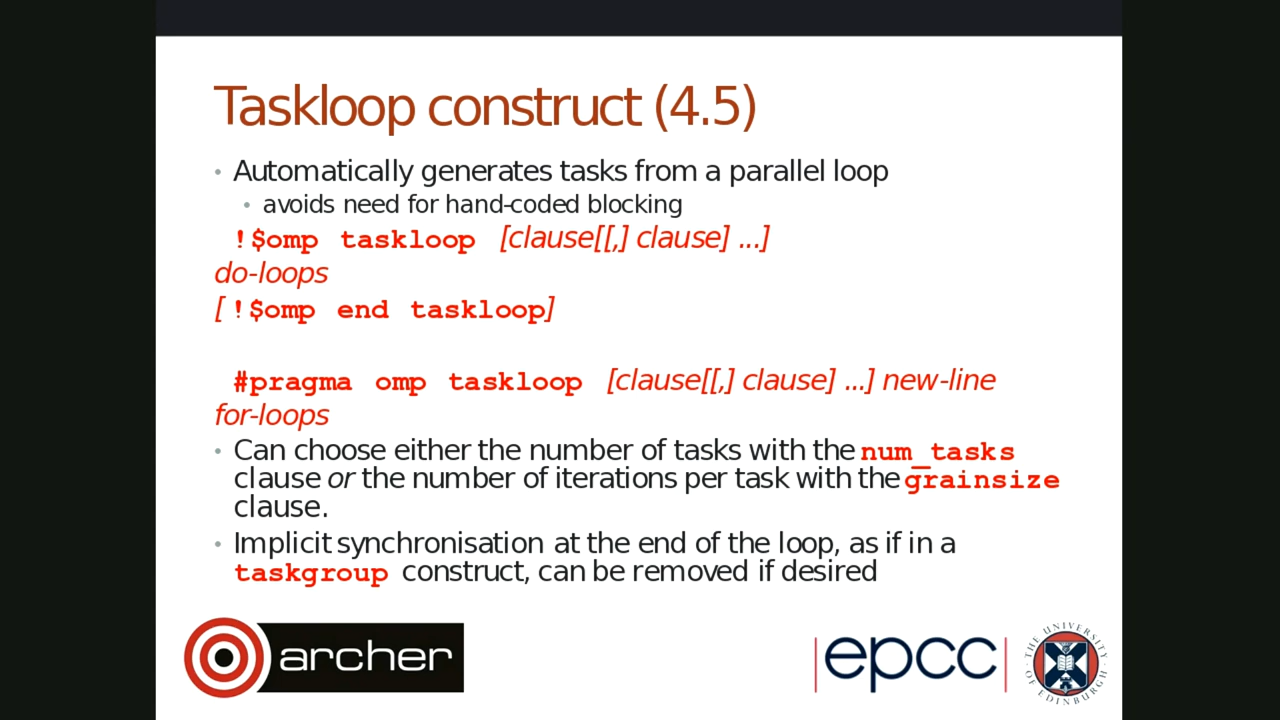 Taskloop construct (4.5)
• Automatically generates tasks from a parallel loop
• avoids need for hand-coded blocking
!$omp taskloop [clause[[,] clause] ...]
do-loops
[ !$omp end taskloop]
#pragma omp taskloop [clause[[,] clause] ...] new-line
for-loops
• Can choose either the number of tasks with the num_tasks
clause or the number of iterations per task with the grainsize
clause.
• Implicit synchronisation at the end of the loop, as if in a
taskgroup construct, can be removed if desired
archer
|epcc|
THE UNIVERSITY
OF EDINBURGH